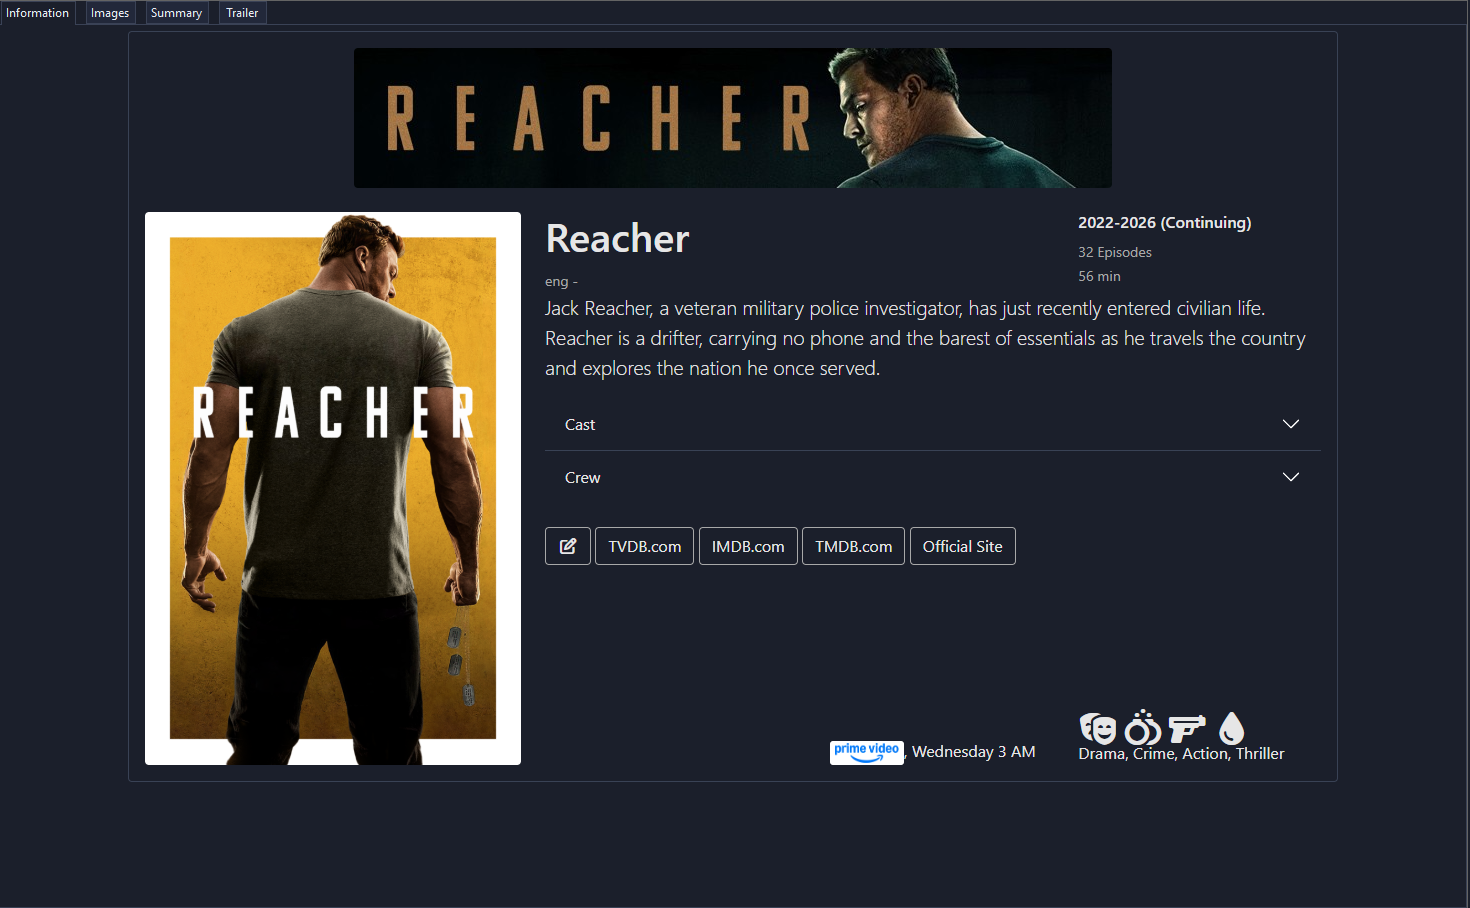 Information
Images
Summary
Trailer
REACHER
REACHER
Reacher
2022-2026 (Continuing)
32 Episodes
56 min
eng -
Jack Reacher, a veteran military police investigator, has just recently entered civilian life.
Reacher is a drifter, carrying no phone and the barest of essentials as he travels the country
and explores the nation he once served.
Cast
Crew
TVDB.com
IMDB.com
TMDB.com
Official Site
prime video, Wednesday 3 AM
Drama, Crime, Action, Thriller